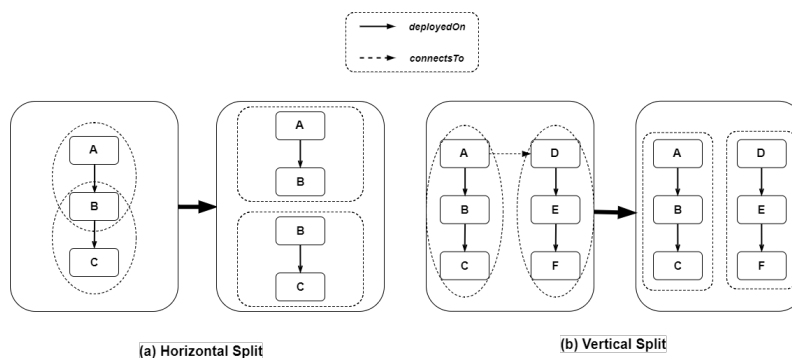 deployedOn
connectsTo
A
B
C
A
B
B
C
A
D
B
E
C
F
A
D
B
E
C
F
(a) Horizontal Split
(b) Vertical Split